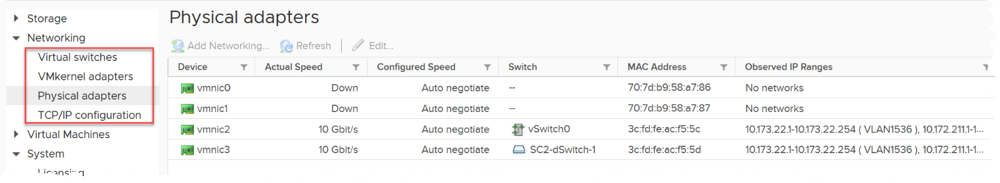 Storage
Networking
Virtual switches
VMkernel adapters
Physical adapters
TCP/IP configuration
Virtual Machines
System
Licensing
Physical adapters
Add Networking... Refresh Edit...
Device Actual Speed Configured Speed Switch MAC Address Observed IP Ranges
vmnic0 Down Auto negotiate -- 70:7d:b9:58:a7:86 No networks
vmnic1 Down Auto negotiate -- 70:7d:b9:58:a7:87 No networks
vmnic2 10 Gbit/s Auto negotiate vSwitch0 3c:fd:fe:ac:f5:5c 10.173.22.1-10.173.22.254 ( VLAN1536 ), 10.172.211.1-1...
vmnic3 10 Gbit/s Auto negotiate SC2-dSwitch-1 3c:fd:fe:ac:f5:5d 10.173.22.1-10.173.22.254 ( VLAN1536 ), 10.172.211.1-1...